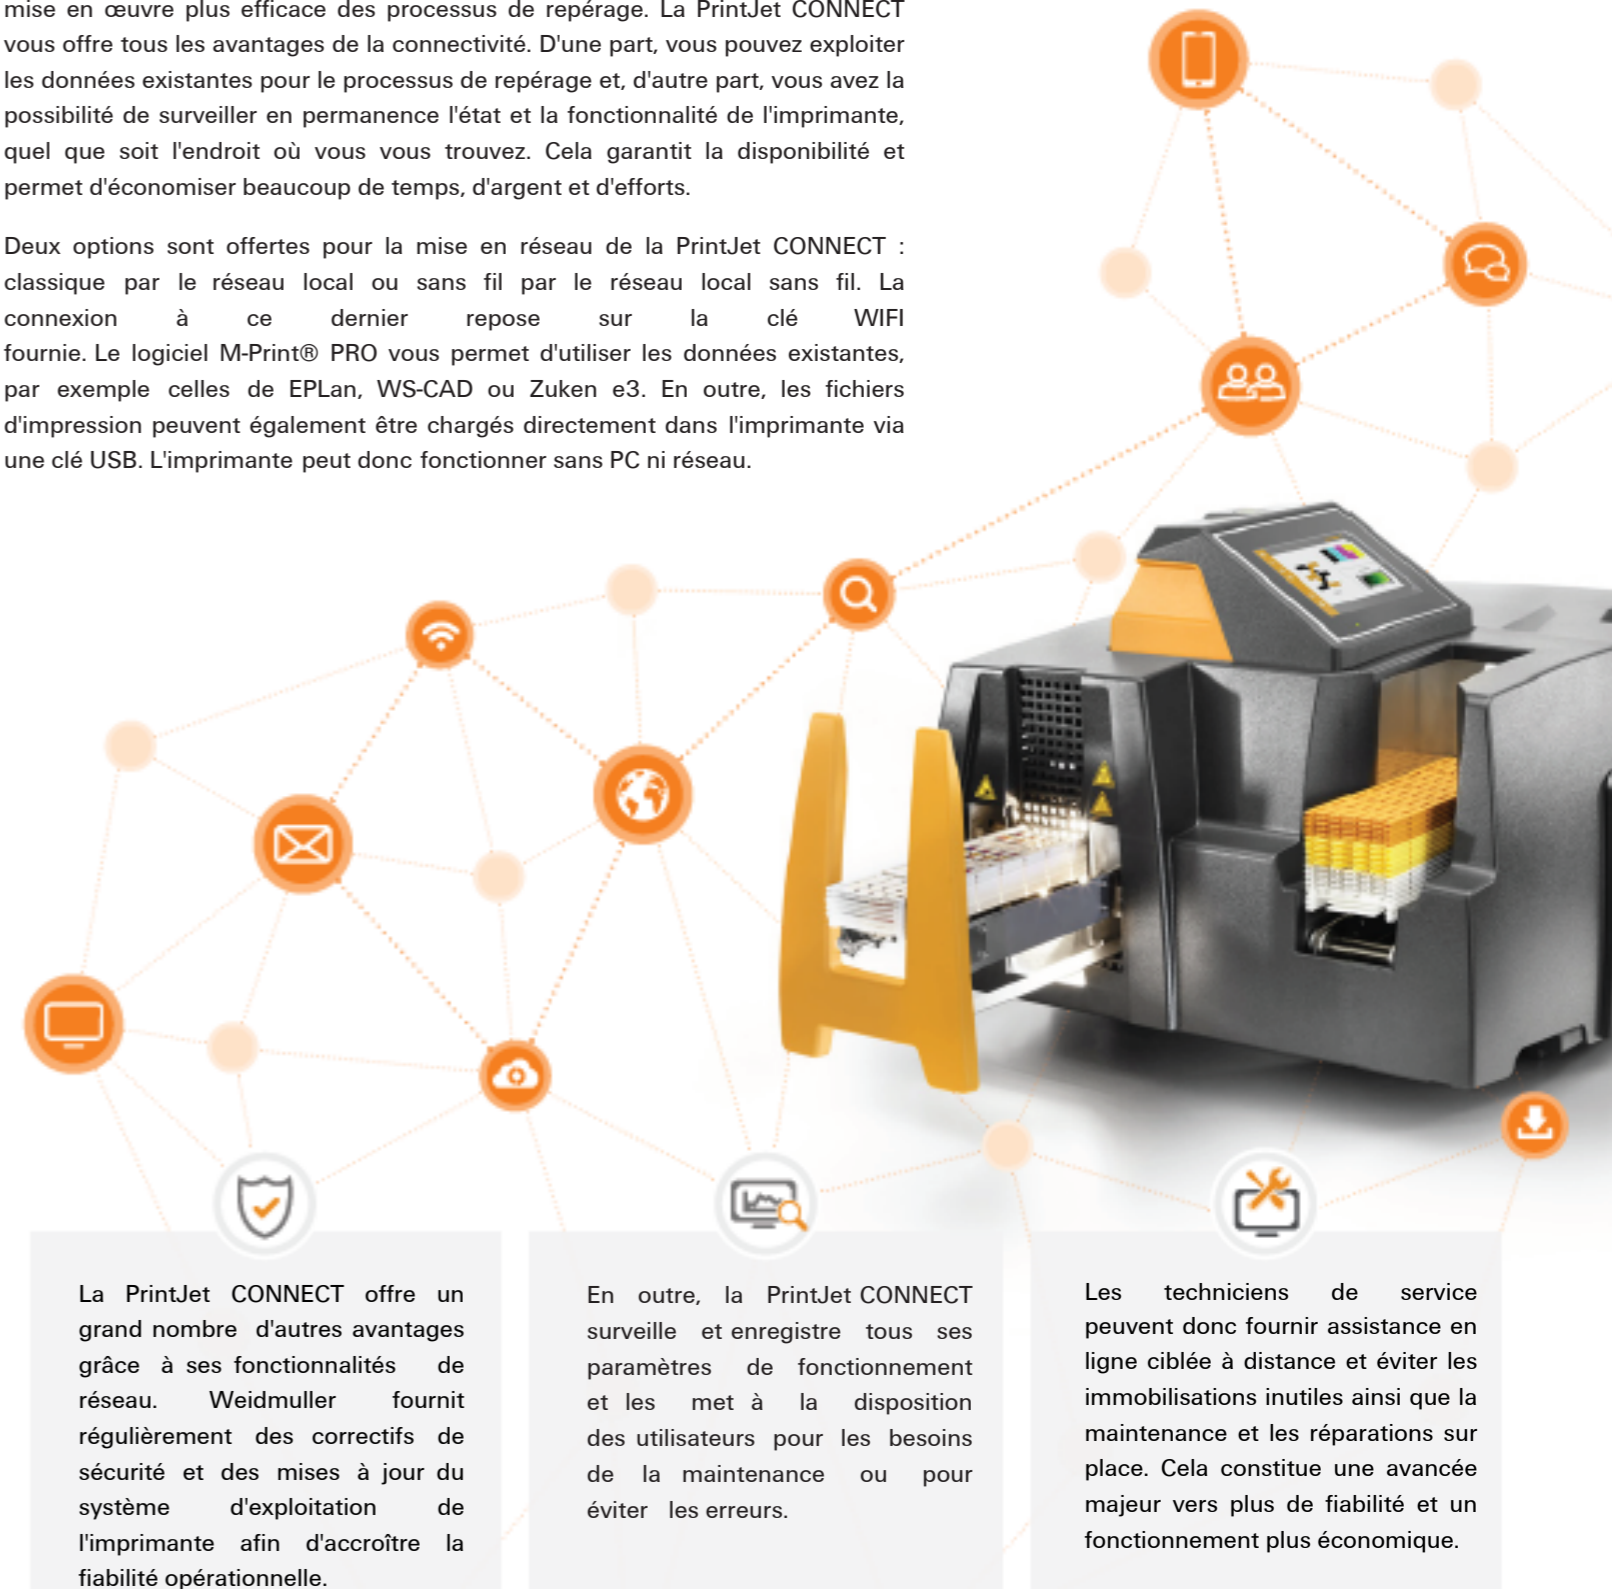 mise en œuvre plus efficace des processus de repérage. La PrintJet CONNECT
vous offre tous les avantages de la connectivité. D'une part, vous pouvez exploiter
les données existantes pour le processus de repérage et, d'autre part, vous avez la
possibilité de surveiller en permanence l'état et la fonctionnalité de l'imprimante,
quel que soit l'endroit où vous vous trouvez. Cela garantit la disponibilité et
permet d'économiser beaucoup de temps, d'argent et d'efforts.
Deux options sont offertes pour la mise en réseau de la PrintJet CONNECT :
classique par le réseau local ou sans fil par le réseau local sans fil. La
connexion à ce dernier repose sur la clé WIFI
fournie. Le logiciel M-Print® PRO vous permet d'utiliser les données existantes,
par exemple celles de EPLan, WS-CAD ou Zuken e3. En outre, les fichiers
d'impression peuvent également être chargés directement dans l'imprimante via
une clé USB. L'imprimante peut donc fonctionner sans PC ni réseau.
La PrintJet CONNECT offre un
grand nombre d'autres avantages
grâce à ses fonctionnalités de
réseau. Weidmuller fournit
régulièrement des correctifs de
sécurité et des mises à jour du
système d'exploitation de
l'imprimante afin d'accroître la
fiabilité opérationnelle.
En outre, la PrintJet CONNECT
surveille et enregistre tous ses
paramètres de fonctionnement
et les met à la disposition
des utilisateurs pour les besoins
de la maintenance ou pour
éviter les erreurs.
Les techniciens de service
peuvent donc fournir assistance en
ligne ciblée à distance et éviter les
immobilisations inutiles ainsi que la
maintenance et les réparations sur
place. Cela constitue une avancée
majeur vers plus de fiabilité et un
fonctionnement plus économique.